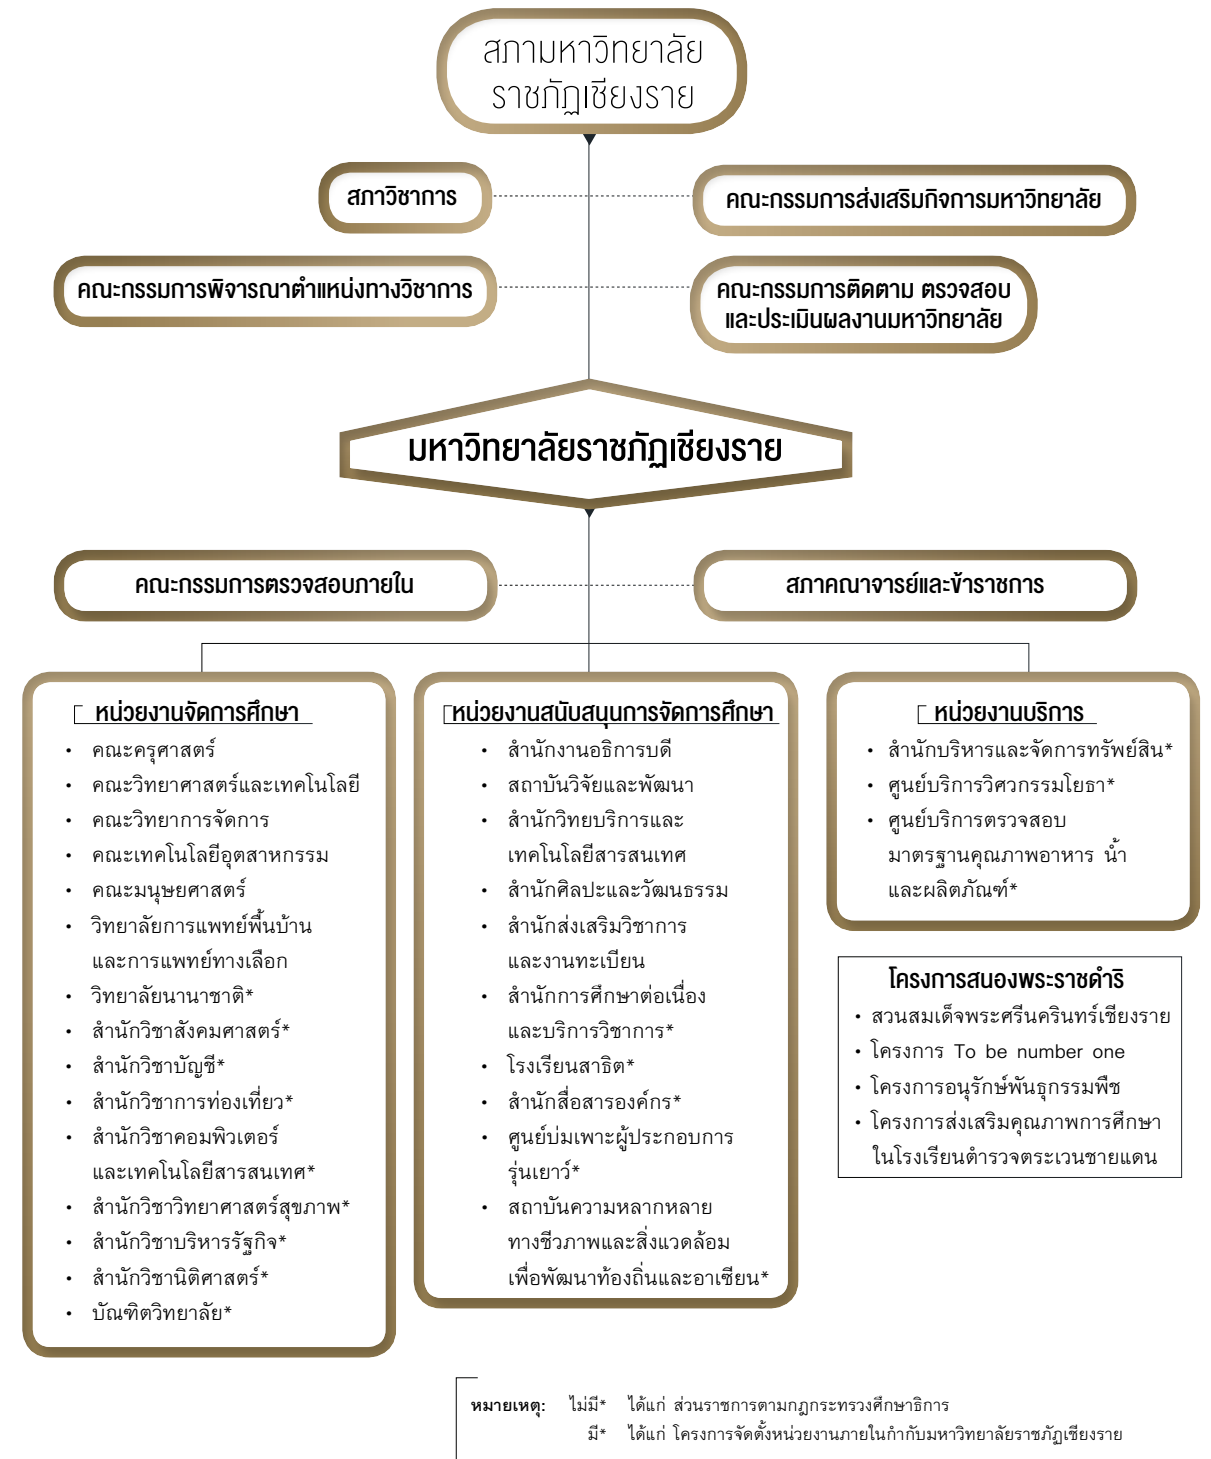 สภามหาวิทยาลัย
ราชภัฏเชียงราย
สภาวิชาการ
คณะกรรมการส่งเสริมกิจการมหาวิทยาลัย
คณะกรรมการพิจารณาตำแหน่งทางวิชาการ
คณะกรรมการติดตาม ตรวจสอบ
และประเมินผลงานมหาวิทยาลัย
มหาวิทยาลัยราชภัฏเชียงราย
คณะกรรมการตรวจสอบภายใน
สภาคณาจารย์และข้าราชการ
หน่วยงานจัดการศึกษา
• คณะครุศาสตร์
• คณะวิทยาศาสตร์และเทคโนโลยี
• คณะวิทยาการจัดการ
• คณะเทคโนโลยีอุตสาหกรรม
• คณะมนุษยศาสตร์
• วิทยาลัยการแพทย์พื้นบ้าน
และการแพทย์ทางเลือก
• วิทยาลัยนานาชาติ*
• สำนักวิชาสังคมศาสตร์*
• สำนักวิชาบัญชี*
• สำนักวิชาการท่องเที่ยว*
• สำนักวิชาคอมพิวเตอร์
และเทคโนโลยีสารสนเทศ*
• สำนักวิชาวิทยาศาสตร์สุขภาพ*
• สำนักวิชาบริหารรัฐกิจ*
• สำนักวิชานิติศาสตร์*
• บัณฑิตวิทยาลัย*
หน่วยงานสนับสนุนการจัดการศึกษา
• สำนักงานอธิการบดี
• สถาบันวิจัยและพัฒนา
• สำนักวิทยบริการและ
เทคโนโลยีสารสนเทศ
• สำนักศิลปะและวัฒนธรรม
• สำนักส่งเสริมวิชาการ
และงานทะเบียน
• สำนักการศึกษาต่อเนื่อง
และบริการวิชาการ*
• โรงเรียนสาธิต*
• สำนักสื่อสารองค์กร*
• ศูนย์บ่มเพาะผู้ประกอบการ
รุ่นเยาว์*
• สถาบันความหลากหลาย
ทางชีวภาพและสิ่งแวดล้อม
เพื่อพัฒนาท้องถิ่นและอาเซียน*
หน่วยงานบริการ
• สำนักบริหารและจัดการทรัพย์สิน*
• ศูนย์บริการวิศวกรรมโยธา*
• ศูนย์บริการตรวจสอบ
มาตรฐานคุณภาพอาหาร น้ำ
และผลิตภัณฑ์*
โครงการสนองพระราชดำริ
• สวนสมเด็จพระศรีนครินทร์เชียงราย
• โครงการ To be number one
• โครงการอนุรักษ์พันธุกรรมพืช
• โครงการส่งเสริมคุณภาพการศึกษา
ในโรงเรียนตำรวจตระเวนชายแดน
หมายเหตุ: ไม่มี* ได้แก่ ส่วนราชการตามกฎกระทรวงศึกษาธิการ
มี* ได้แก่ โครงการจัดตั้งหน่วยงานภายในกำกับมหาวิทยาลัยราชภัฏเชียงราย